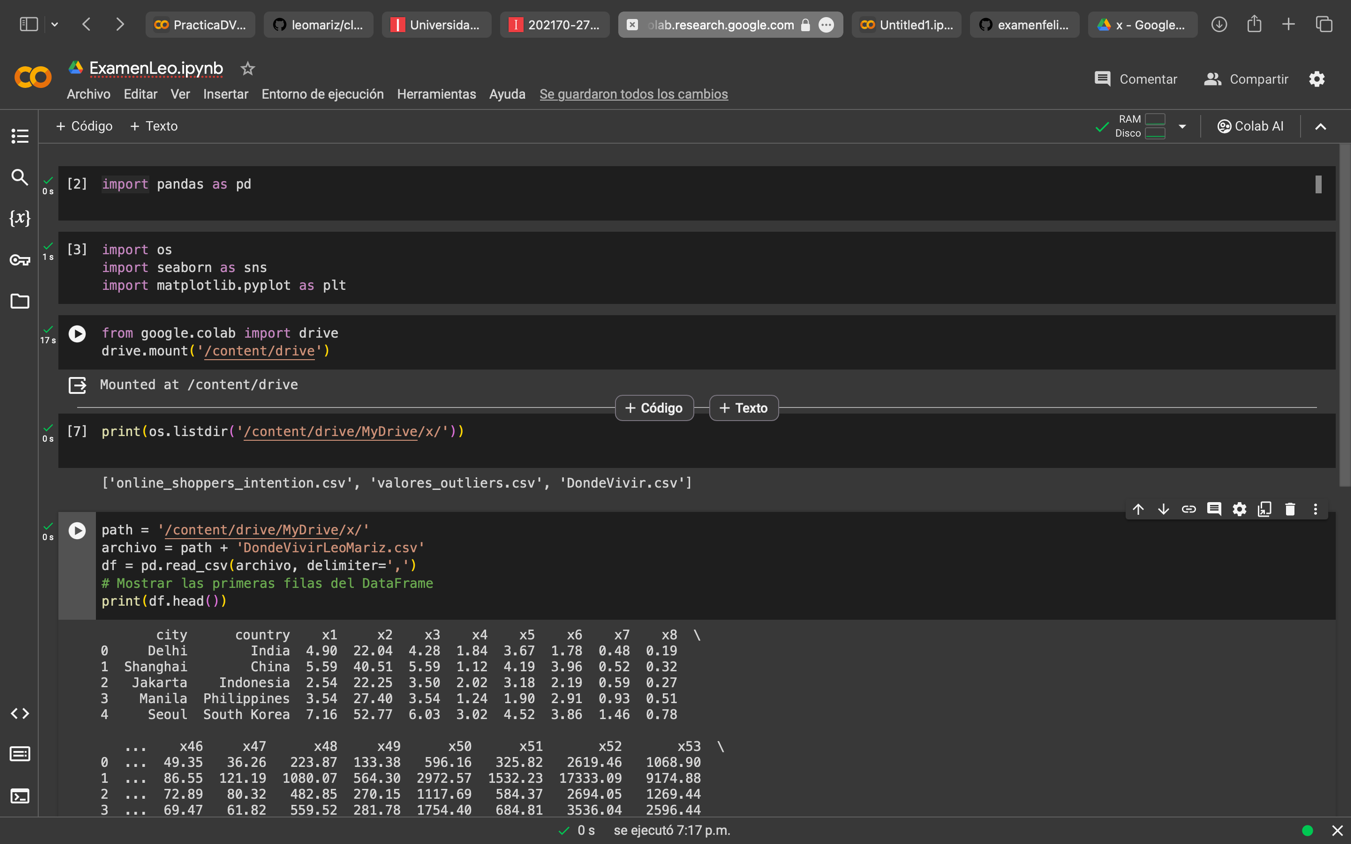 PracticaDV...
leomariz/cl...
Universida...
202170-27...
olab.research.google.com
Untitled1.ip...
examenfeli...
x - Google...
ExamenLeo.ipynb
Archivo Editar Ver Insertar Entorno de ejecución Herramientas Ayuda Se guardaron todos los cambios
Comentar
Compartir
+ Código + Texto
RAM
Disco
Colab AI
0 s
[2] import pandas as pd
1 s
[3] import os
import seaborn as sns
import matplotlib.pyplot as plt
17 s
from google.colab import drive
drive.mount('/content/drive')
Mounted at /content/drive
+ Código + Texto
0 s
[7] print(os.listdir('/content/drive/MyDrive/x/'))
['online_shoppers_intention.csv', 'valores_outliers.csv', 'DondeVivir.csv']
0 s
path = '/content/drive/MyDrive/x/'
archivo = path + 'DondeVivirLeoMariz.csv'
df = pd.read_csv(archivo, delimiter=',')
# Mostrar las primeras filas del DataFrame
print(df.head())
city country x1 x2 x3 x4 x5 x6 x7 x8 \
0 Delhi India 4.90 22.04 4.28 1.84 3.67 1.78 0.48 0.19
1 Shanghai China 5.59 40.51 5.59 1.12 4.19 3.96 0.52 0.32
2 Jakarta Indonesia 2.54 22.25 3.50 2.02 3.18 2.19 0.59 0.27
3 Manila Philippines 3.54 27.40 3.54 1.24 1.90 2.91 0.93 0.51
4 Seoul South Korea 7.16 52.77 6.03 3.02 4.52 3.86 1.46 0.78
... x46 x47 x48 x49 x50 x51 x52 x53 \
0 ... 49.35 36.26 223.87 133.38 596.16 325.82 2619.46 1068.90
1 ... 86.55 121.19 1080.07 564.30 2972.57 1532.23 17333.09 9174.88
2 ... 72.89 80.32 482.85 270.15 1117.69 584.37 2694.05 1269.44
3 ... 69.47 61.82 559.52 281.78 1754.40 684.81 3536.04 2596.44
0 s se ejecutó 7:17 p.m.